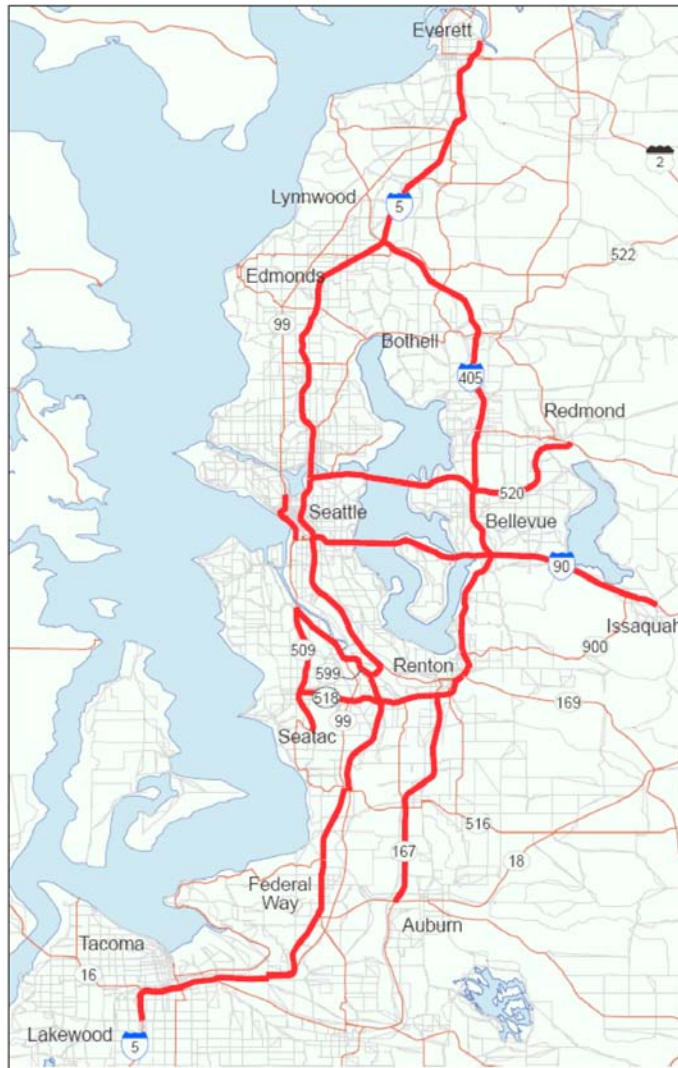 Everett
2
Lynnwood
5
522
Edmonds
99
Bothell
405
Redmond
520
Seattle
Bellevue
90
Issaquah
509
Renton
900
599
518
169
99
Seatac
516
167
18
Federal
Way
Auburn
Tacoma
16
Lakewood
5